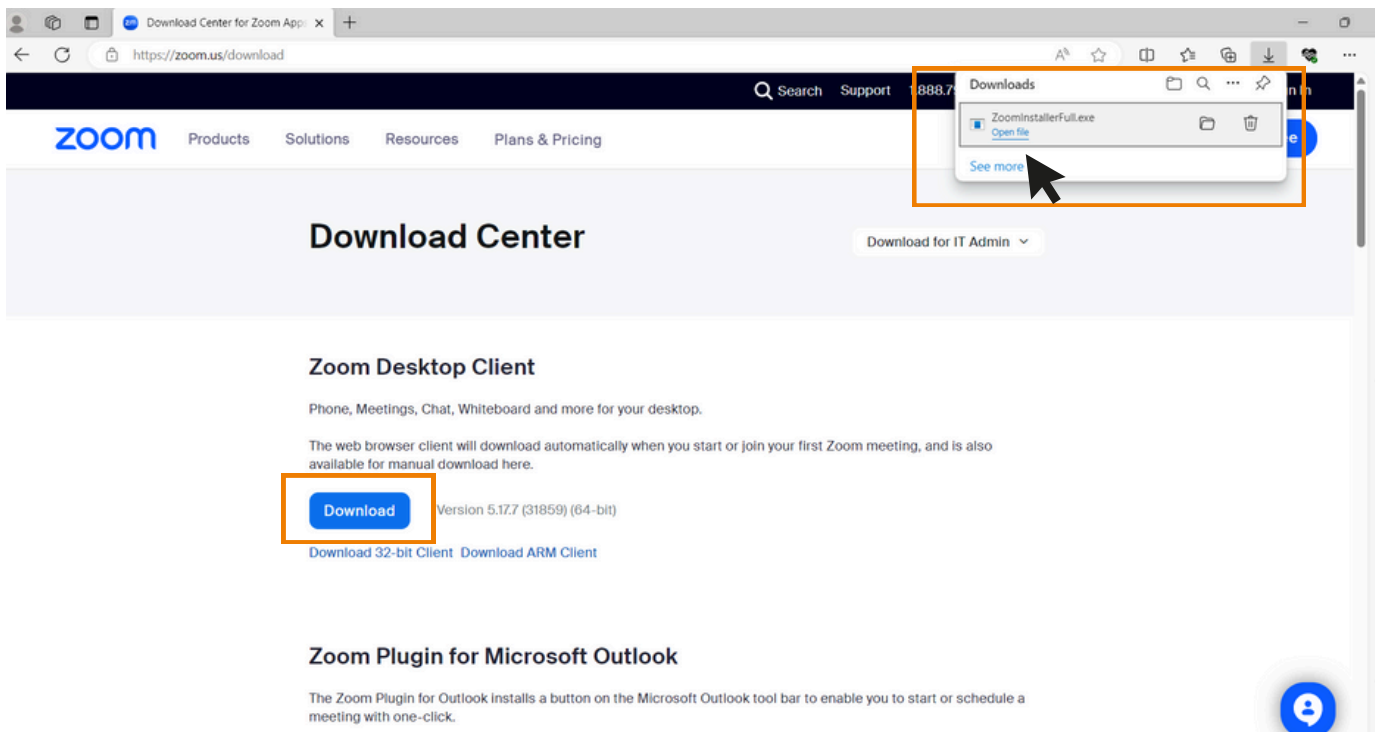 Download Center for Zoom App
https://zoom.us/download
Search Support 1.888.79
Downloads
ZoomInstallerFull.exe
Open file
See more
n In
e
zoom Products Solutions Resources Plans & Pricing
Download Center
Download for IT Admin
Zoom Desktop Client
Phone, Meetings, Chat, Whiteboard and more for your desktop.
The web browser client will download automatically when you start or join your first Zoom meeting, and is also
available for manual download here.
Download Version 5.17.7 (31859) (64-bit)
Download 32-bit Client Download ARM Client
Zoom Plugin for Microsoft Outlook
The Zoom Plugin for Outlook installs a button on the Microsoft Outlook tool bar to enable you to start or schedule a
meeting with one-click.